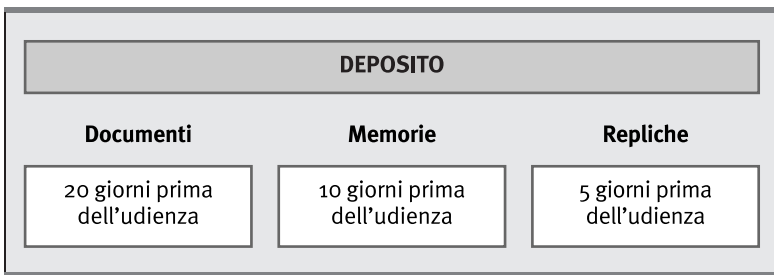 DEPOSITO
Documenti
20 giorni prima
dell'udienza
Memorie
10 giorni prima
dell'udienza
Repliche
5 giorni prima
dell'udienza